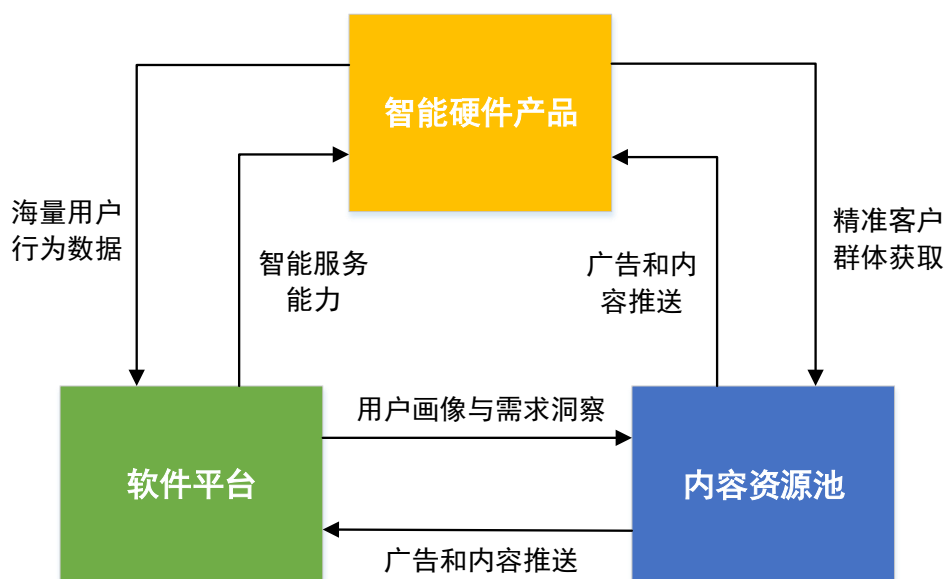 智能硬件产品
海量用户
行为数据
智能服务
能力
广告和内
容推送
精准客户
群体获取
用户画像与需求洞察
软件平台
内容资源池
广告和内容推送